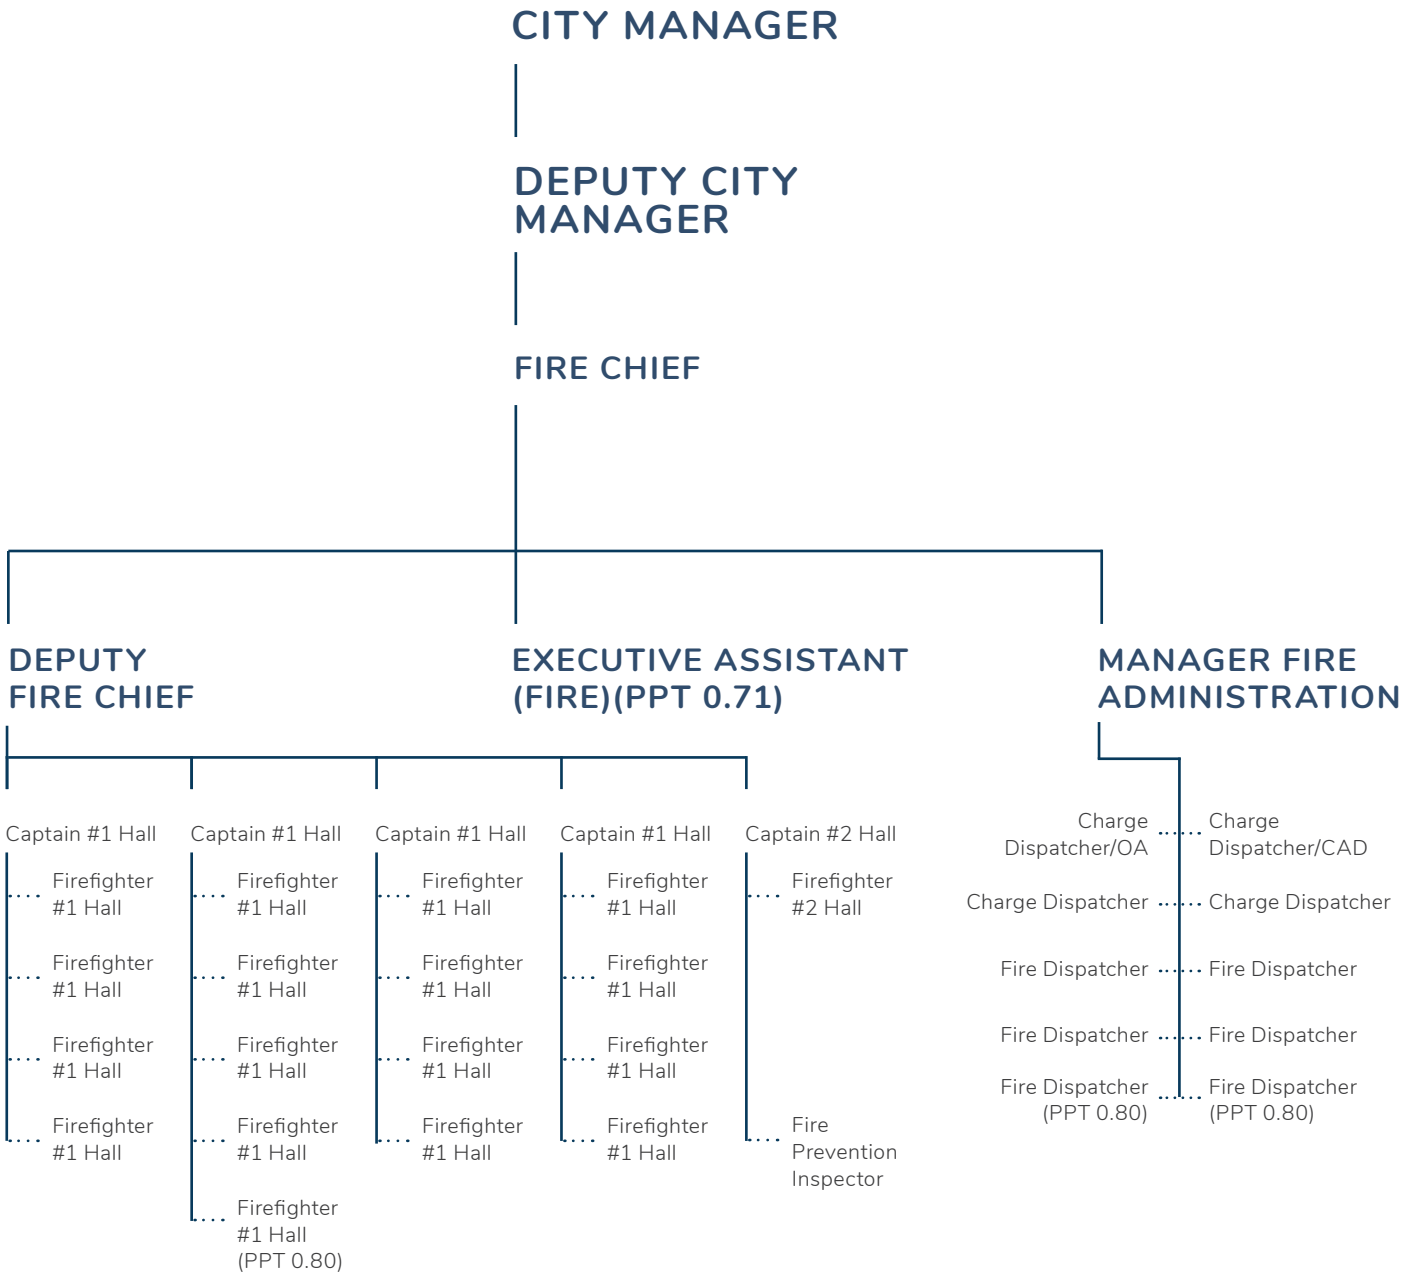 CITY MANAGER
DEPUTY CITY
MANAGER
FIRE CHIEF
DEPUTY
FIRE CHIEF
EXECUTIVE ASSISTANT
(FIRE)(PPT 0.71)
MANAGER FIRE
ADMINISTRATION
Captain #1 Hall
Firefighter
#1 Hall
Firefighter
#1 Hall
Firefighter
#1 Hall
Firefighter
#1 Hall
Captain #1 Hall
Firefighter
#1 Hall
Firefighter
#1 Hall
Firefighter
#1 Hall
Firefighter
#1 Hall
Firefighter
#1 Hall
(PPT 0.80)
Captain #1 Hall
Firefighter
#1 Hall
Firefighter
#1 Hall
Firefighter
#1 Hall
Firefighter
#1 Hall
Captain #1 Hall
Firefighter
#1 Hall
Firefighter
#1 Hall
Firefighter
#1 Hall
Firefighter
#1 Hall
Captain #2 Hall
Firefighter
#2 Hall
Fire
Prevention
Inspector
Charge
Dispatcher/OA
Charge
Dispatcher/CAD
Charge Dispatcher
Charge Dispatcher
Fire Dispatcher
Fire Dispatcher
Fire Dispatcher
Fire Dispatcher
Fire Dispatcher
(PPT 0.80)
Fire Dispatcher
(PPT 0.80)